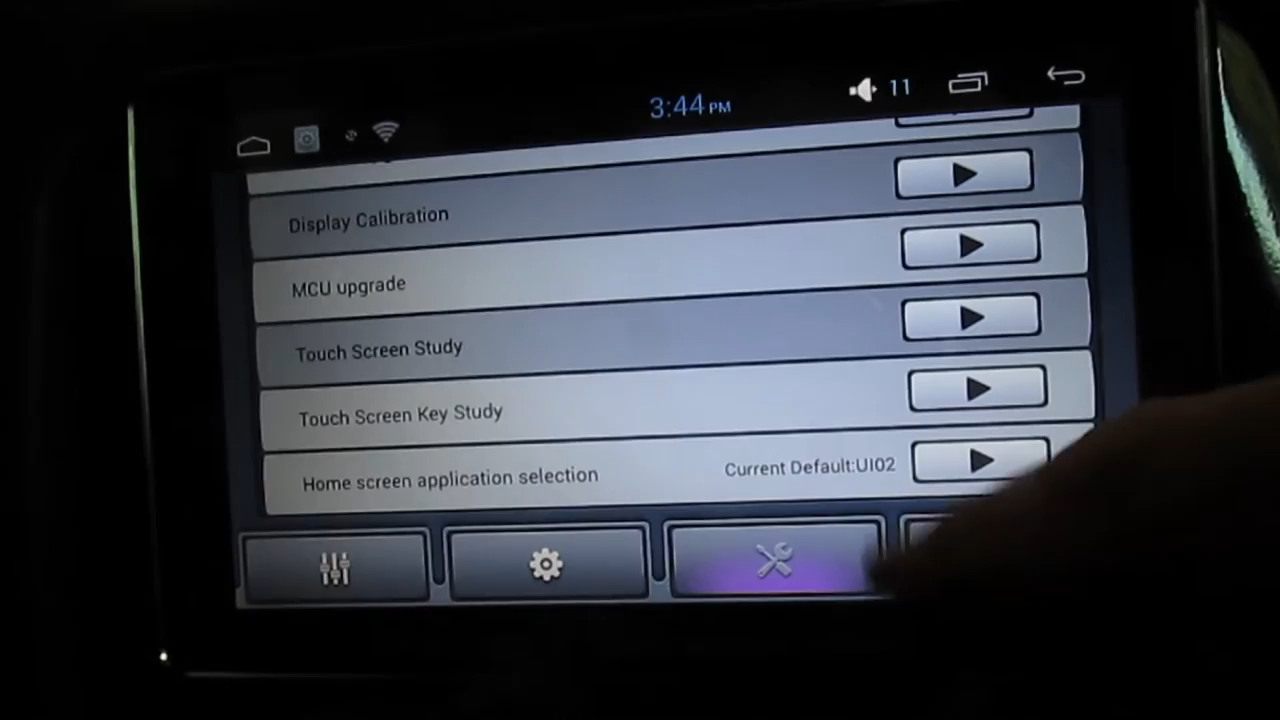 3:44 PM
11
Display Calibration
MCU upgrade
Touch Screen Study
Touch Screen Key Study
Home screen application selection
Current Default:UI02